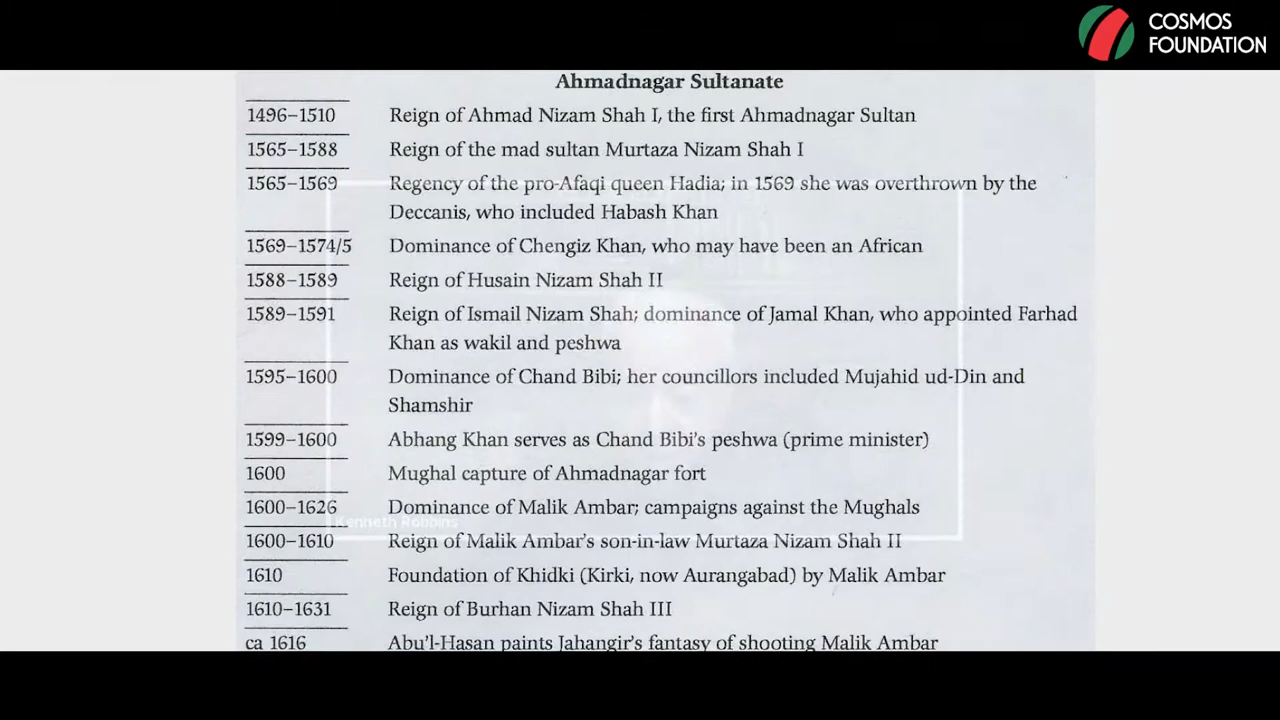 COSMOS
FOUNDATION
Ahmadnagar Sultanate
1496–1510 Reign of Ahmad Nizam Shah I, the first Ahmadnagar Sultan
1565–1588 Reign of the mad sultan Murtaza Nizam Shah I
1565–1569 Regency of the pro-Afaqi queen Hadia; in 1569 she was overthrown by the
Deccanis, who included Habash Khan
1569–1574/5 Dominance of Chengiz Khan, who may have been an African
1588–1589 Reign of Husain Nizam Shah II
1589–1591 Reign of Ismail Nizam Shah; dominance of Jamal Khan, who appointed Farhad
Khan as wakil and peshwa
1595–1600 Dominance of Chand Bibi; her councillors included Mujahid ud-Din and
Shamshir
1599–1600 Abhang Khan serves as Chand Bibi's peshwa (prime minister)
1600 Mughal capture of Ahmadnagar fort
1600–1626 Dominance of Malik Ambar; campaigns against the Mughals
Kenneth Robbins
1600–1610 Reign of Malik Ambar's son-in-law Murtaza Nizam Shah II
1610 Foundation of Khidki (Kirki, now Aurangabad) by Malik Ambar
1610–1631 Reign of Burhan Nizam Shah III
ca 1616 Abu'l-Hasan paints Jahangir's fantasy of shooting Malik Ambar